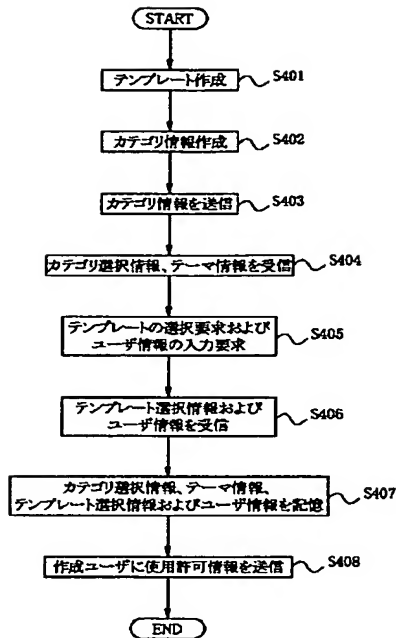 START
テンプレート作成
S401
カテゴリ情報作成
S402
カテゴリ情報を送信
S403
カテゴリ選択情報、テーマ情報を受信
S404
テンプレートの選択要求および
ユーザ情報の入力要求
S405
テンプレート選択情報および
ユーザ情報を受信
S406
カテゴリ選択情報、テーマ情報、
テンプレート選択情報およびユーザ情報を記憶
S407
作成ユーザに使用許可情報を送信
S408
END